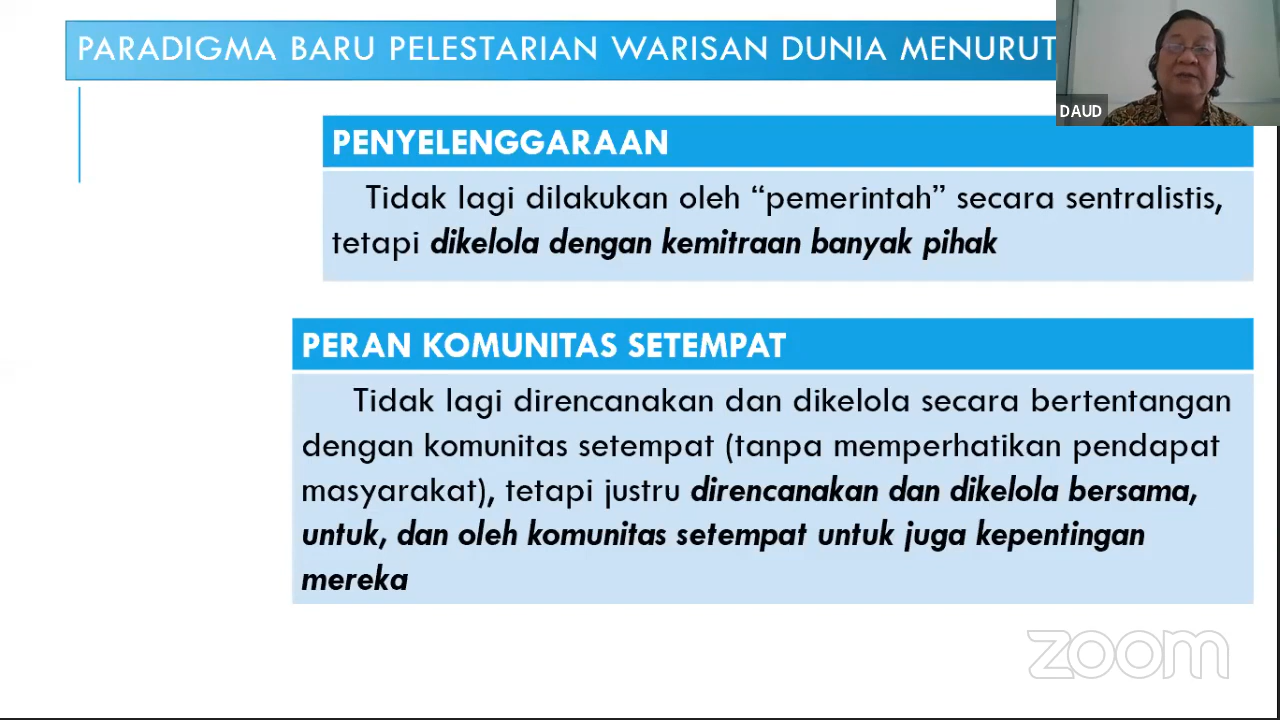 PARADIGMA BARU PELESTARIAN WARISAN DUNIA MENURUT
DAUD
PENYELENGGARAAN
Tidak lagi dilakukan oleh “pemerintah” secara sentralistis,
tetapi dikelola dengan kemitraan banyak pihak
PERAN KOMUNITAS SETEMPAT
Tidak lagi direncanakan dan dikelola secara bertentangan
dengan komunitas setempat (tanpa memperhatikan pendapat
masyarakat), tetapi justru direncanakan dan dikelola bersama,
untuk, dan oleh komunitas setempat untuk juga kepentingan
mereka
zoom